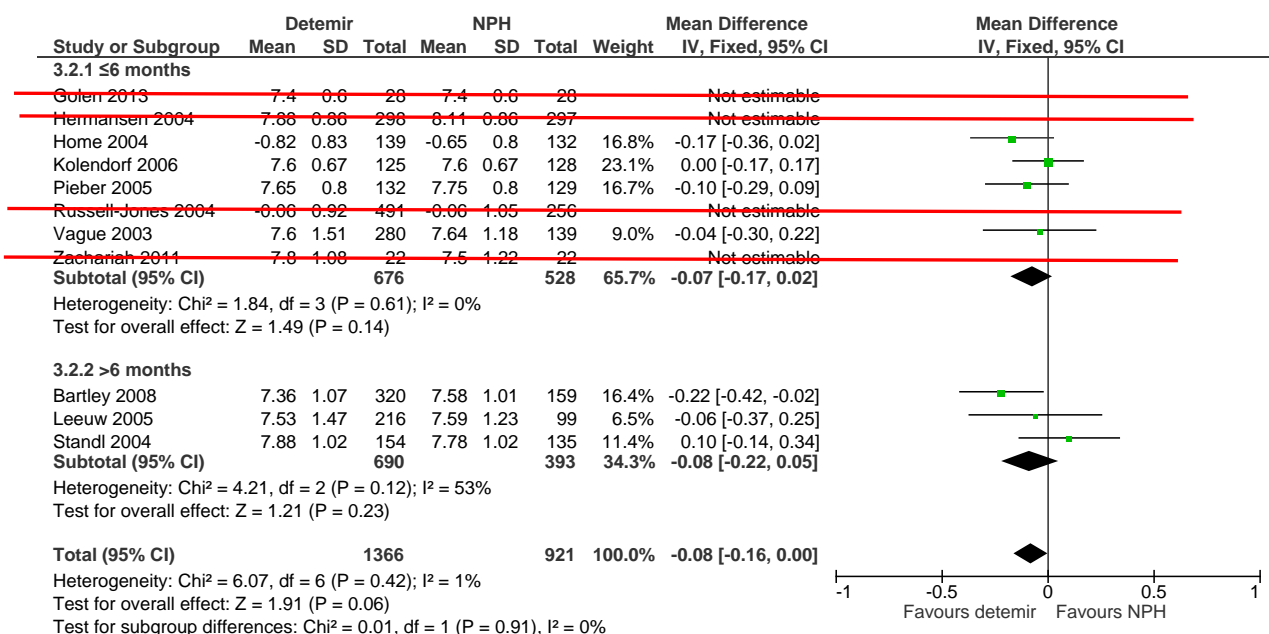 Detemir NPH Mean Difference Mean Difference
Study or Subgroup Mean SD Total Mean SD Total Weight IV, Fixed, 95% CI IV, Fixed, 95% CI
3.2.1 ≤6 months
Golen 2013 7.4 0.6 28 7.4 0.6 28 Not estimable
Hermansen 2004 7.88 0.86 298 8.11 0.86 297 Not estimable
Home 2004 -0.82 0.83 139 -0.65 0.8 132 16.8% -0.17 [-0.36, 0.02]
Kolendorf 2006 7.6 0.67 125 7.6 0.67 128 23.1% 0.00 [-0.17, 0.17]
Pieber 2005 7.65 0.8 132 7.75 0.8 129 16.7% -0.10 [-0.29, 0.09]
Russell-Jones 2004 -0.06 0.92 491 -0.06 1.05 256 Not estimable
Vague 2003 7.6 1.51 280 7.64 1.18 139 9.0% -0.04 [-0.30, 0.22]
Zachariah 2011 7.8 1.08 22 7.5 1.22 22 Not estimable
Subtotal (95% CI) 676 528 65.7% -0.07 [-0.17, 0.02]
Heterogeneity: Chi² = 1.84, df = 3 (P = 0.61); I² = 0%
Test for overall effect: Z = 1.49 (P = 0.14)
3.2.2 >6 months
Bartley 2008 7.36 1.07 320 7.58 1.01 159 16.4% -0.22 [-0.42, -0.02]
Leeuw 2005 7.53 1.47 216 7.59 1.23 99 6.5% -0.06 [-0.37, 0.25]
Standl 2004 7.88 1.02 154 7.78 1.02 135 11.4% 0.10 [-0.14, 0.34]
Subtotal (95% CI) 690 393 34.3% -0.08 [-0.22, 0.05]
Heterogeneity: Chi² = 4.21, df = 2 (P = 0.12); I² = 53%
Test for overall effect: Z = 1.21 (P = 0.23)
Total (95% CI) 1366 921 100.0% -0.08 [-0.16, 0.00]
Heterogeneity: Chi² = 6.07, df = 6 (P = 0.42); I² = 1%
Test for overall effect: Z = 1.91 (P = 0.06)
Test for subgroup differences: Chi² = 0.01, df = 1 (P = 0.91), I² = 0%
-1 -0.5 0 0.5 1
Favours detemir Favours NPH